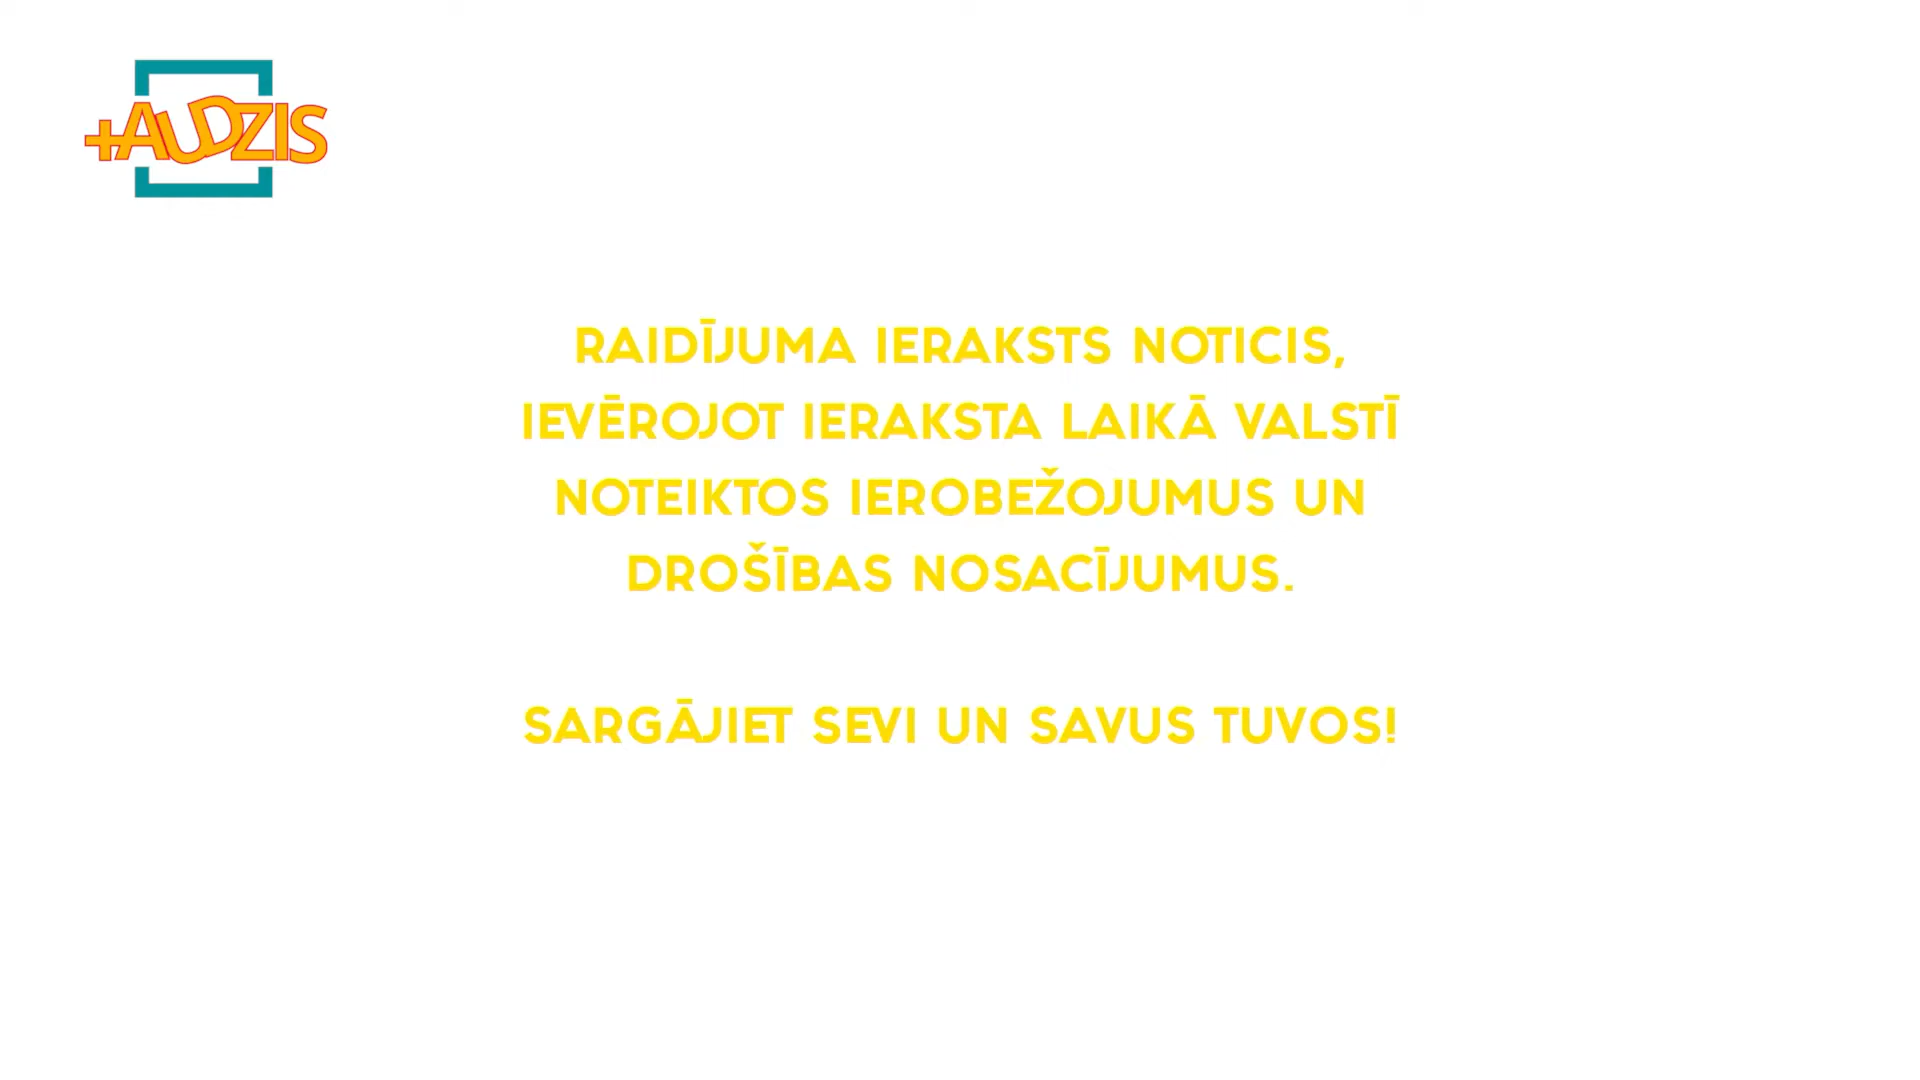 +AUDZIS
RAIDĪJUMA IERAKSTS NOTICIS,
IEVĒROJOT IERAKSTA LAIKĀ VALSTĪ
NOTEIKTOS IEROBEŽOJUMUS UN
DROŠĪBAS NOSACĪJUMUS.
SARGĀJIET SEVI UN SAVUS TUVOS!